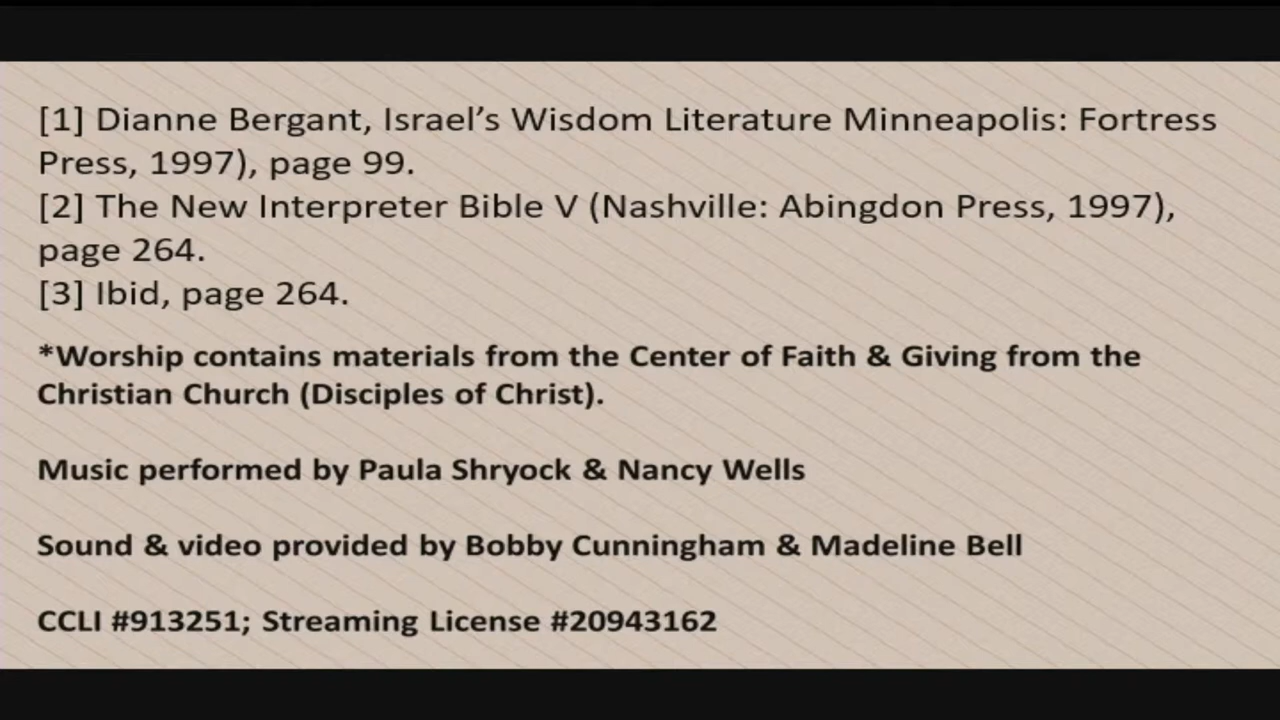 [1] Dianne Bergant, Israel’s Wisdom Literature Minneapolis: Fortress
Press, 1997), page 99.
[2] The New Interpreter Bible V (Nashville: Abingdon Press, 1997),
page 264.
[3] Ibid, page 264.
*Worship contains materials from the Center of Faith & Giving from the
Christian Church (Disciples of Christ).
Music performed by Paula Shryock & Nancy Wells
Sound & video provided by Bobby Cunningham & Madeline Bell
CCLI #913251; Streaming License #20943162